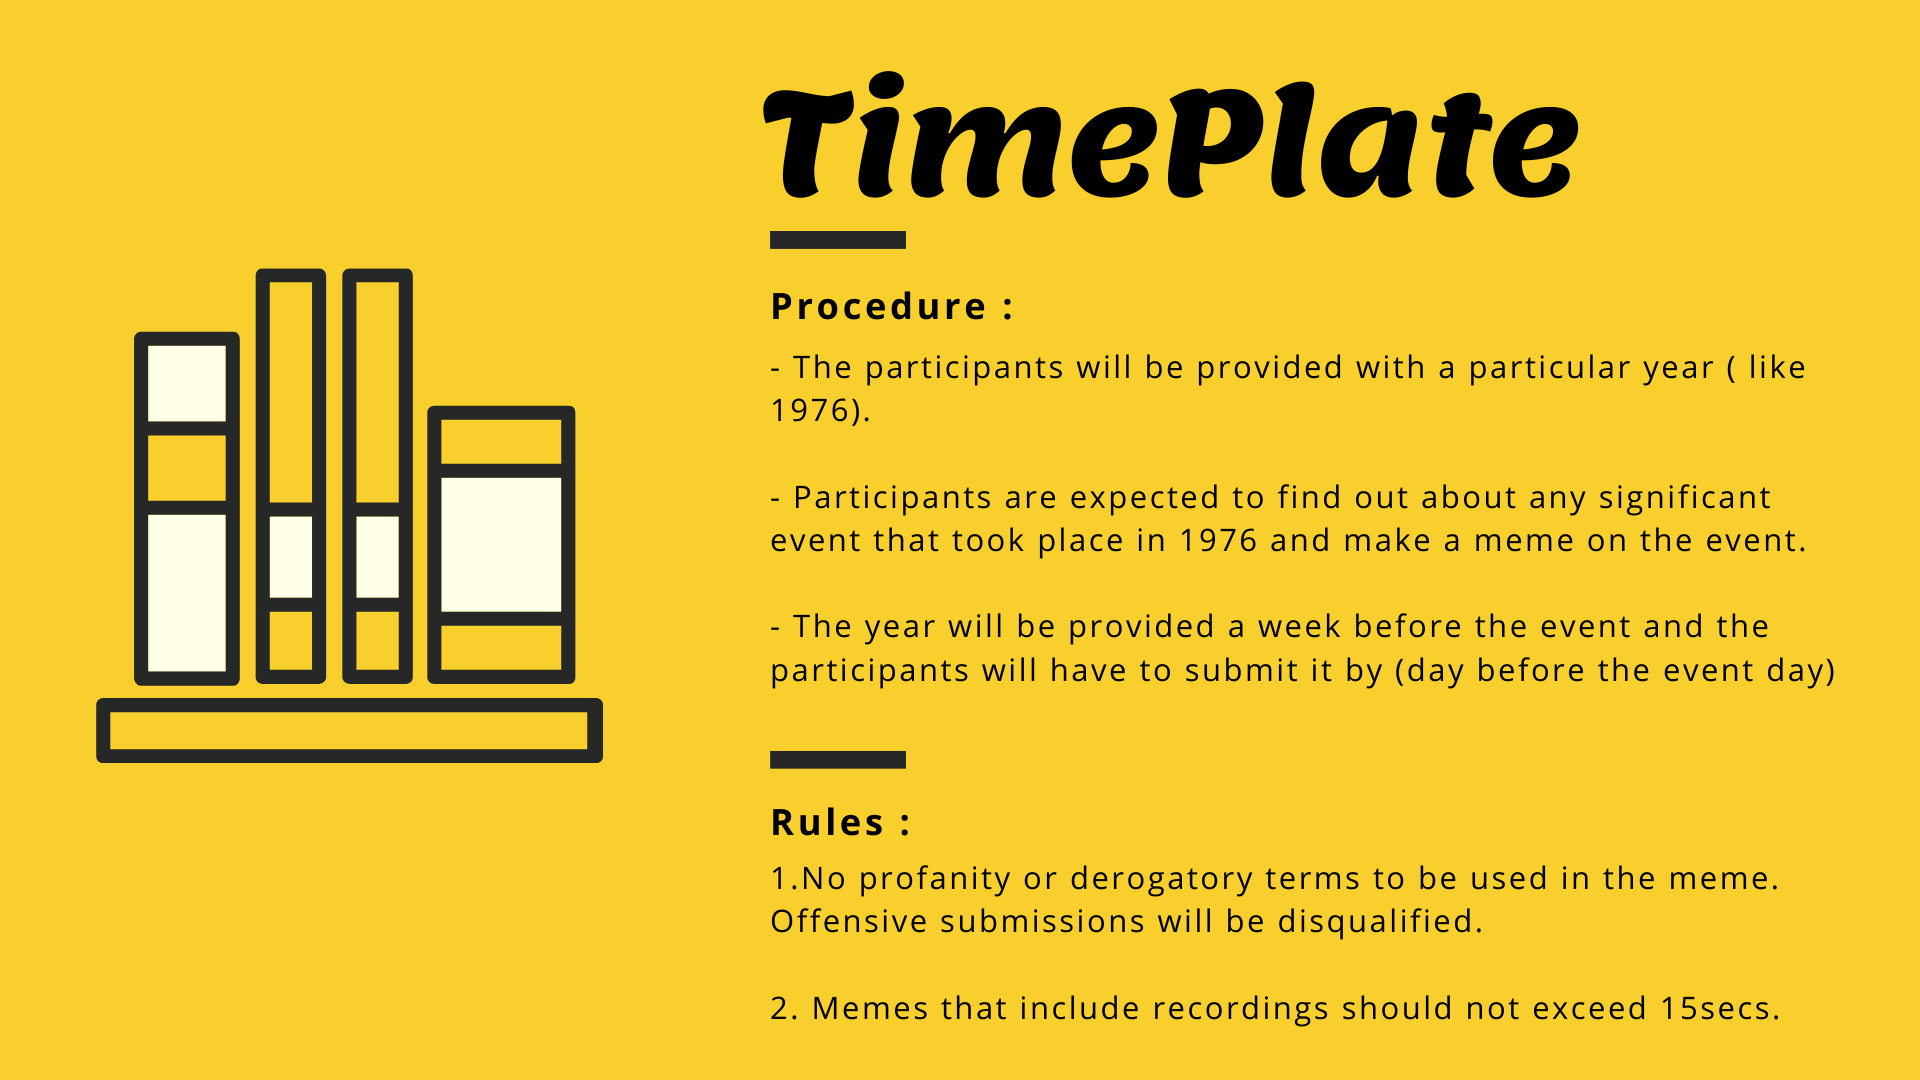 TimePlate
Procedure :
- The participants will be provided with a particular year ( like
1976).
- Participants are expected to find out about any significant
event that took place in 1976 and make a meme on the event.
- The year will be provided a week before the event and the
participants will have to submit it by (day before the event day)
Rules :
1.No profanity or derogatory terms to be used in the meme.
Offensive submissions will be disqualified.
2. Memes that include recordings should not exceed 15secs.